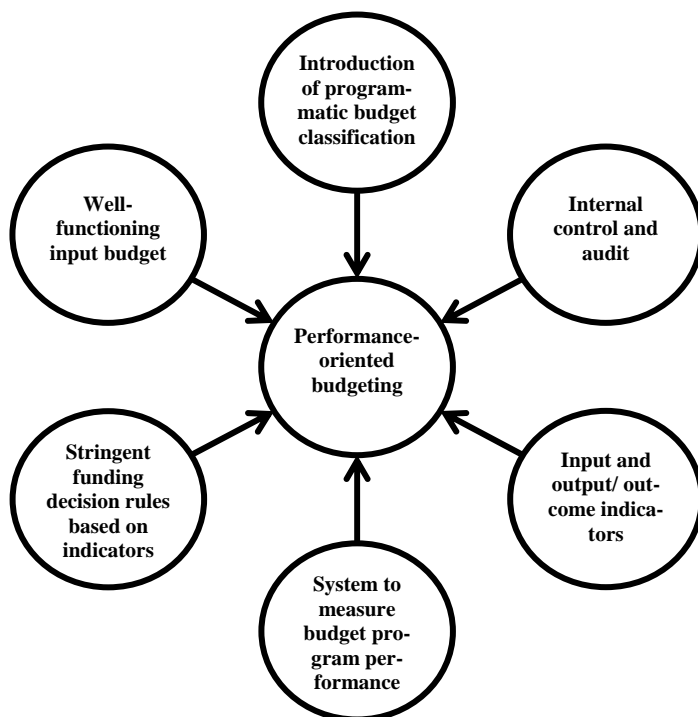 Introduction
of program-
matic budget
classification
Well-
functioning
input budget
Internal
control and
audit
Performance-
oriented
budgeting
Stringent
funding
decision rules
based on
indicators
Input and
output/ out-
come indica-
tors
System to
measure
budget pro-
gram per-
formance